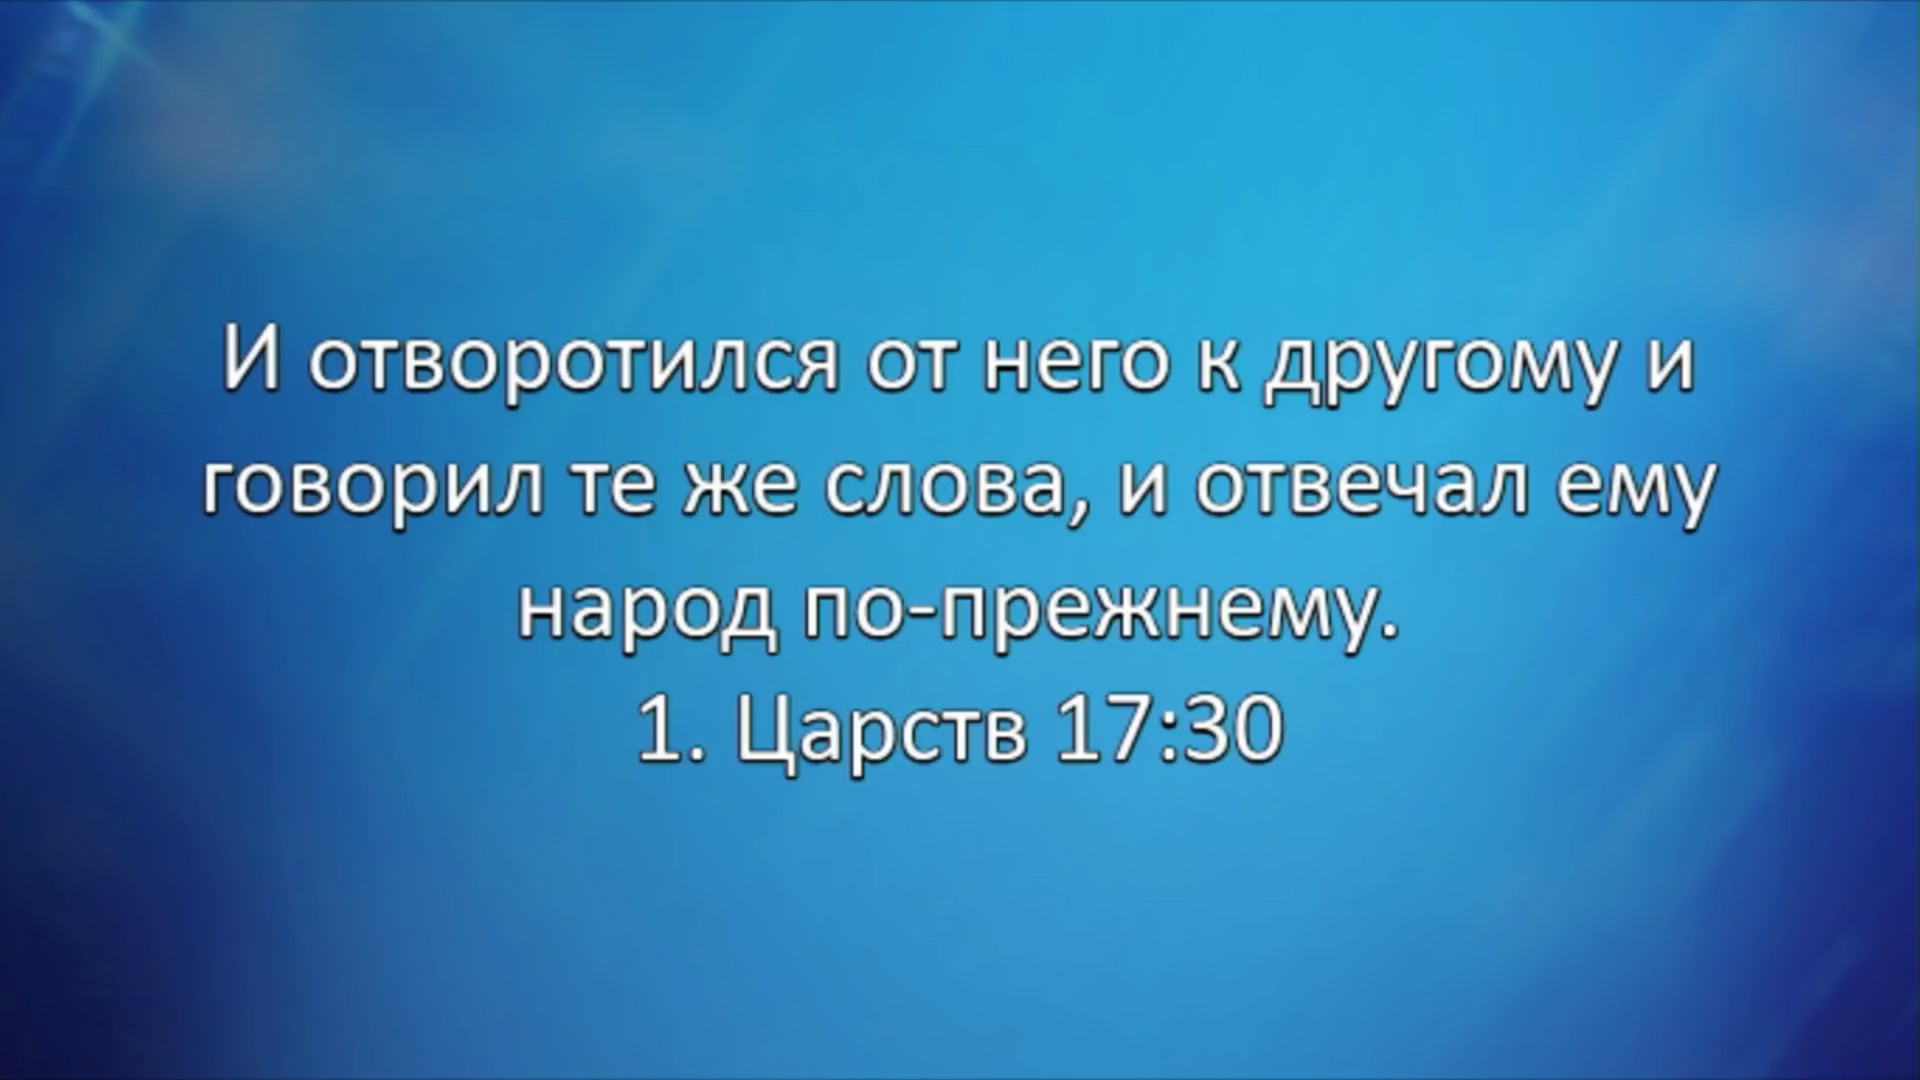 И отворотился от него к другому и
говорил те же слова, и отвечал ему
народ по-прежнему.
1. Царств 17:30